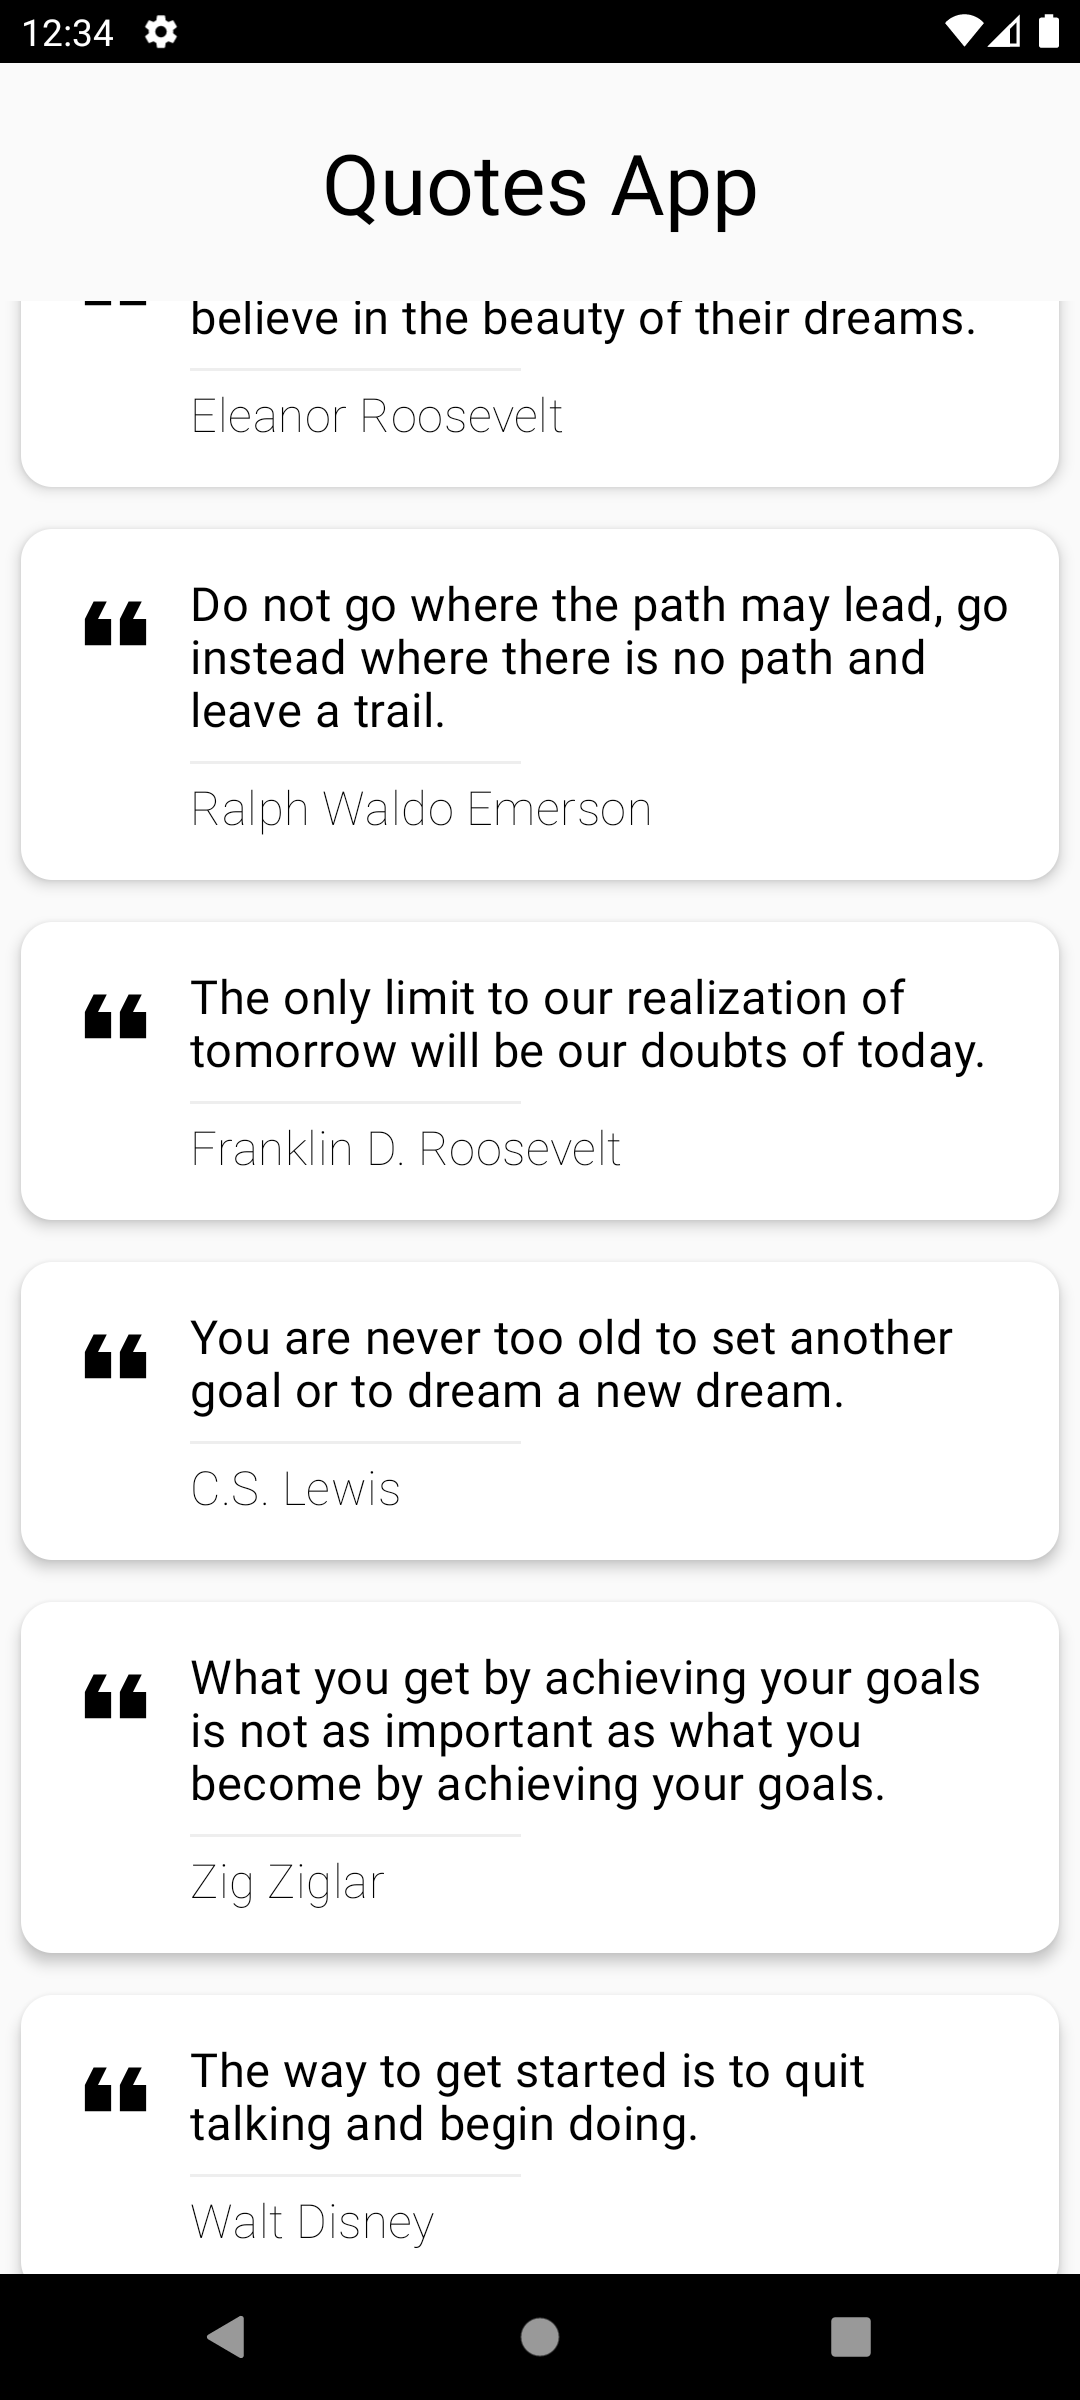 12:34
Quotes App
believe in the beauty of their dreams.
Eleanor Roosevelt
Do not go where the path may lead, go
instead where there is no path and
leave a trail.
Ralph Waldo Emerson
The only limit to our realization of
tomorrow will be our doubts of today.
Franklin D. Roosevelt
You are never too old to set another
goal or to dream a new dream.
C.S. Lewis
What you get by achieving your goals
is not as important as what you
become by achieving your goals.
Zig Ziglar
The way to get started is to quit
talking and begin doing.
Walt Disney